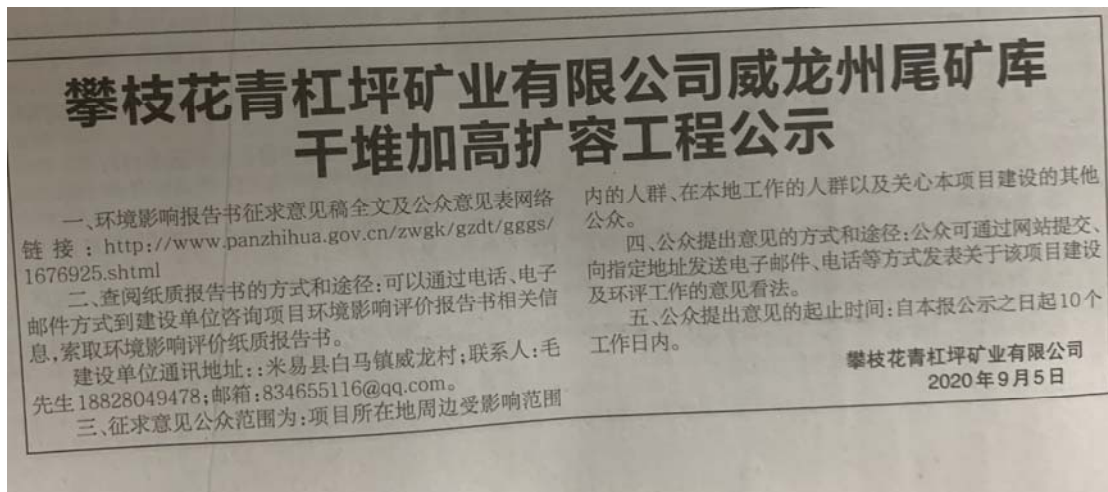 攀枝花青杠坪矿业有限公司威龙州尾矿库
干堆加高扩容工程公示
一、环境影响报告书征求意见稿全文及公众意见表网络
链接：http://www.panzhihua.gov.cn/zwgk/gzdt/gggs/
1676925.shtml
二、查阅纸质报告书的方式和途径:可以通过电话、电子
邮件方式到建设单位咨询项目环境影响评价报告书相关信
息,索取环境影响评价纸质报告书。
建设单位通讯地址::米易县白马镇威龙村;联系人:毛
先生18828049478;邮箱:834655116@qq.com。
三、征求意见公众范围为:项目所在地周边受影响范围
内的人群、在本地工作的人群以及关心本项目建设的其他
公众。
四、公众提出意见的方式和途径:公众可通过网站提交、
向指定地址发送电子邮件、电话等方式发表关于该项目建设
及环评工作的意见看法。
五、公众提出意见的起止时间:自本报公示之日起10个
工作日内。
攀枝花青杠坪矿业有限公司
2020年9月5日